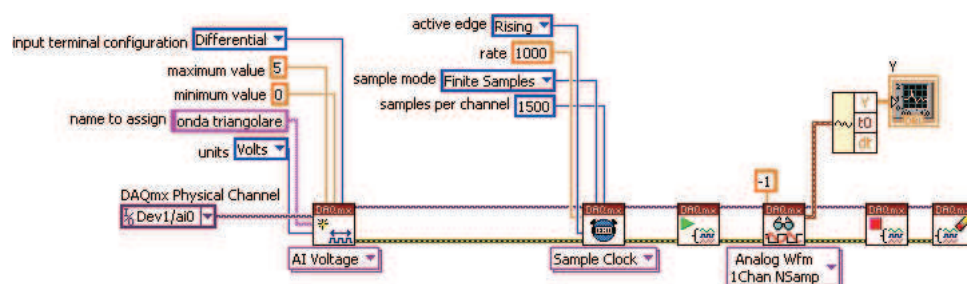 active edge Rising
input terminal configuration Differential
rate 1000
maximum value 5
sample mode Finite Samples
minimum value 0
samples per channel 1500
name to assign onda triangolare
units Volts
Y
Y
t0
dt
-1
DAQmx Physical Channel
Dev1/ai0
DAQmx
DAQmx
DAQmx
DAQmx
DAQmx
DAQmx
AI Voltage
Sample Clock
Analog Wfm
1Chan NSamp